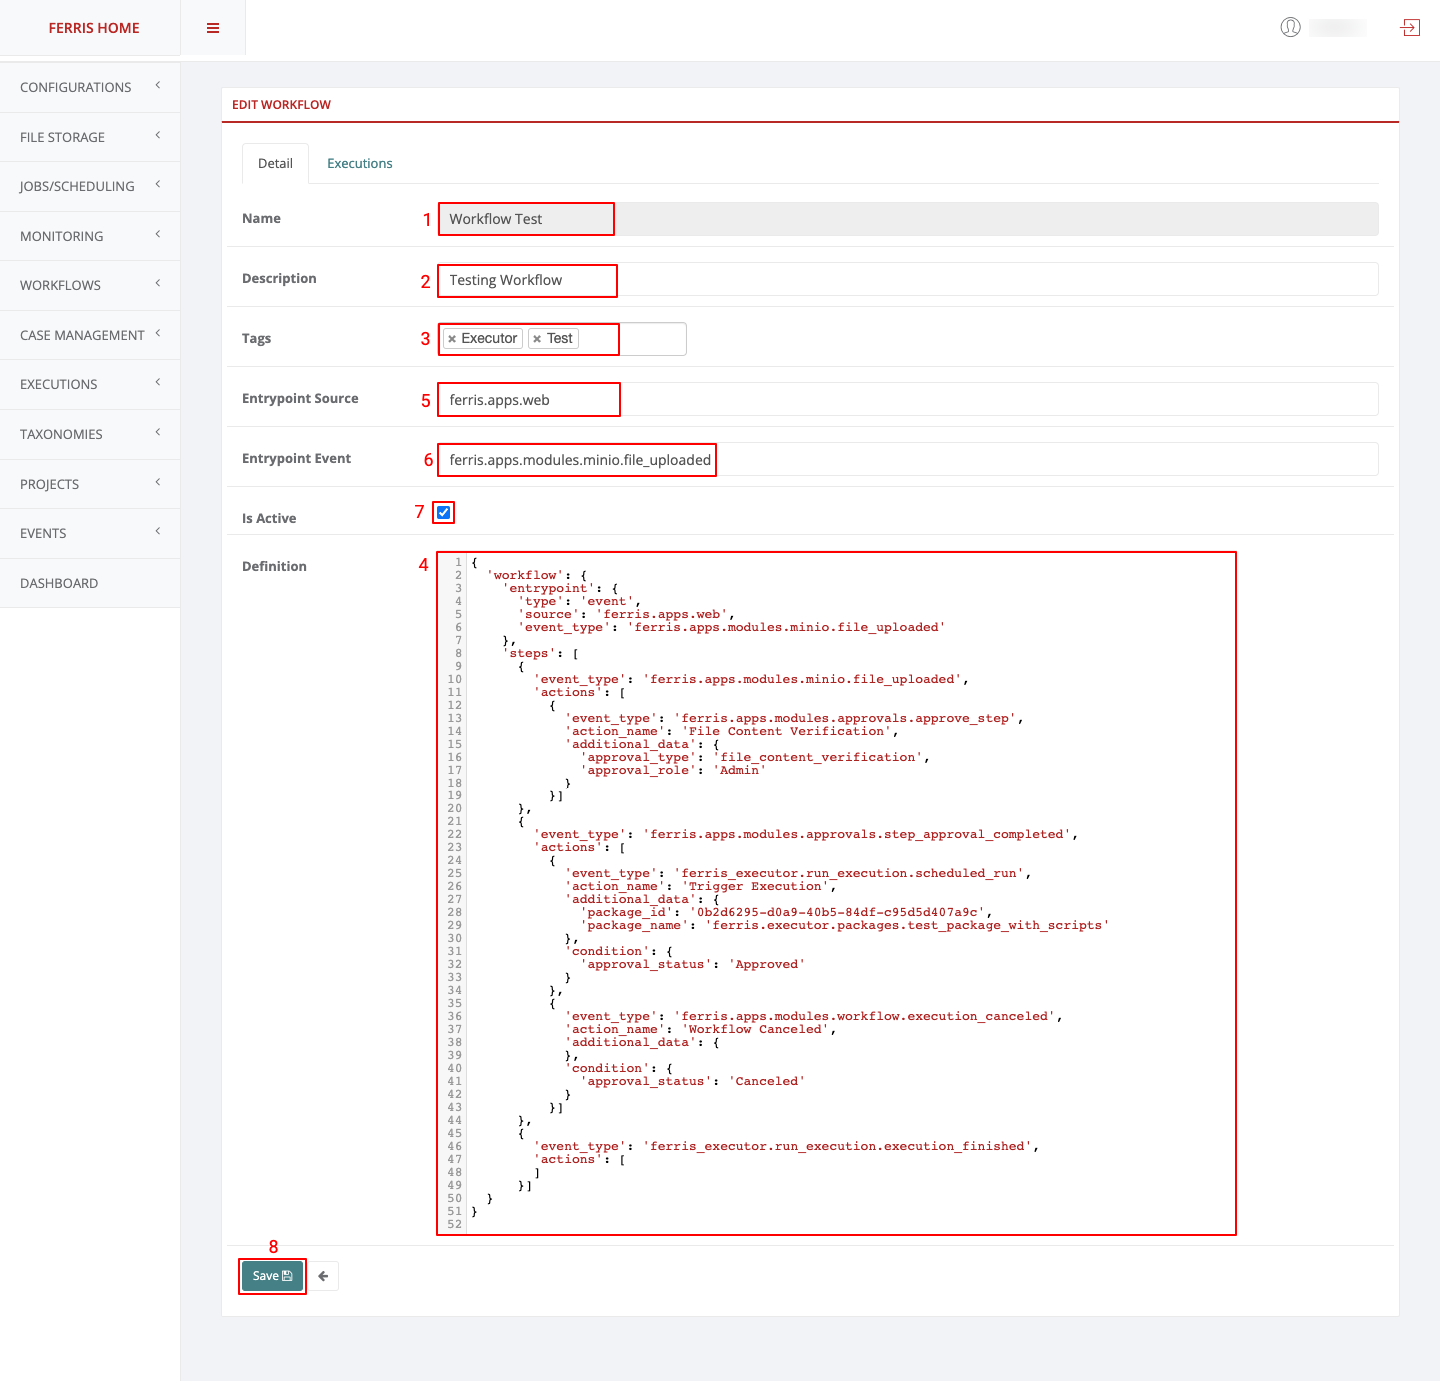 FERRIS HOME
CONFIGURATIONS
FILE STORAGE
JOBS/SCHEDULING
MONITORING
WORKFLOWS
CASE MANAGEMENT
EXECUTIONS
TAXONOMIES
PROJECTS
EVENTS
DASHBOARD
EDIT WORKFLOW
Detail Executions
Name 1 Workflow Test
Description 2 Testing Workflow
Tags 3 × Executor × Test
Entrypoint Source 5 ferris.apps.web
Entrypoint Event 6 ferris.apps.modules.minio.file_uploaded
Is Active 7
Definition 4
1 {
2   'workflow': {
3     'entrypoint': {
4       'type': 'event',
5       'source': 'ferris.apps.web',
6       'event_type': 'ferris.apps.modules.minio.file_uploaded'
7     },
8     'steps': [
9       {
10         'event_type': 'ferris.apps.modules.minio.file_uploaded',
11         'actions': [
12           {
13             'event_type': 'ferris.apps.modules.approvals.approve_step',
14             'action_name': 'File Content Verification',
15             'additional_data': {
16               'approval_type': 'file_content_verification',
17               'approval_role': 'Admin'
18             }
19           }]
20       },
21       {
22         'event_type': 'ferris.apps.modules.approvals.step_approval_completed',
23         'actions': [
24           {
25             'event_type': 'ferris_executor.run_execution.scheduled_run',
26             'action_name': 'Trigger Execution',
27             'additional_data': {
28               'package_id': '0b2d6295-d0a9-40b5-84df-c95d5d407a9c',
29               'package_name': 'ferris.executor.packages.test_package_with_scripts'
30             },
31             'condition': {
32               'approval_status': 'Approved'
33             }
34           },
35           {
36             'event_type': 'ferris.apps.modules.workflow.execution_canceled',
37             'action_name': 'Workflow Canceled',
38             'additional_data': {
39             },
40             'condition': {
41               'approval_status': 'Canceled'
42             }
43           }]
44       },
45       {
46         'event_type': 'ferris_executor.run_execution.execution_finished',
47         'actions': [
48         ]
49       }]
50   }
51 }
52
8
Save